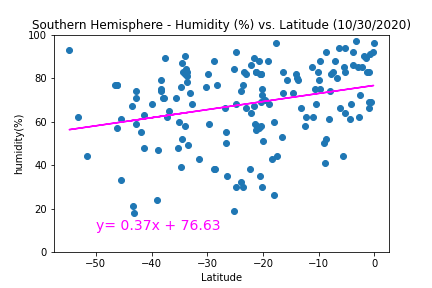 Southern Hemisphere - Humidity (%) vs. Latitude (10/30/2020)
100
80
60
40
20
0
humidity(%)
y= 0.37x + 76.63
−50 −40 −30 −20 −10 0
Latitude